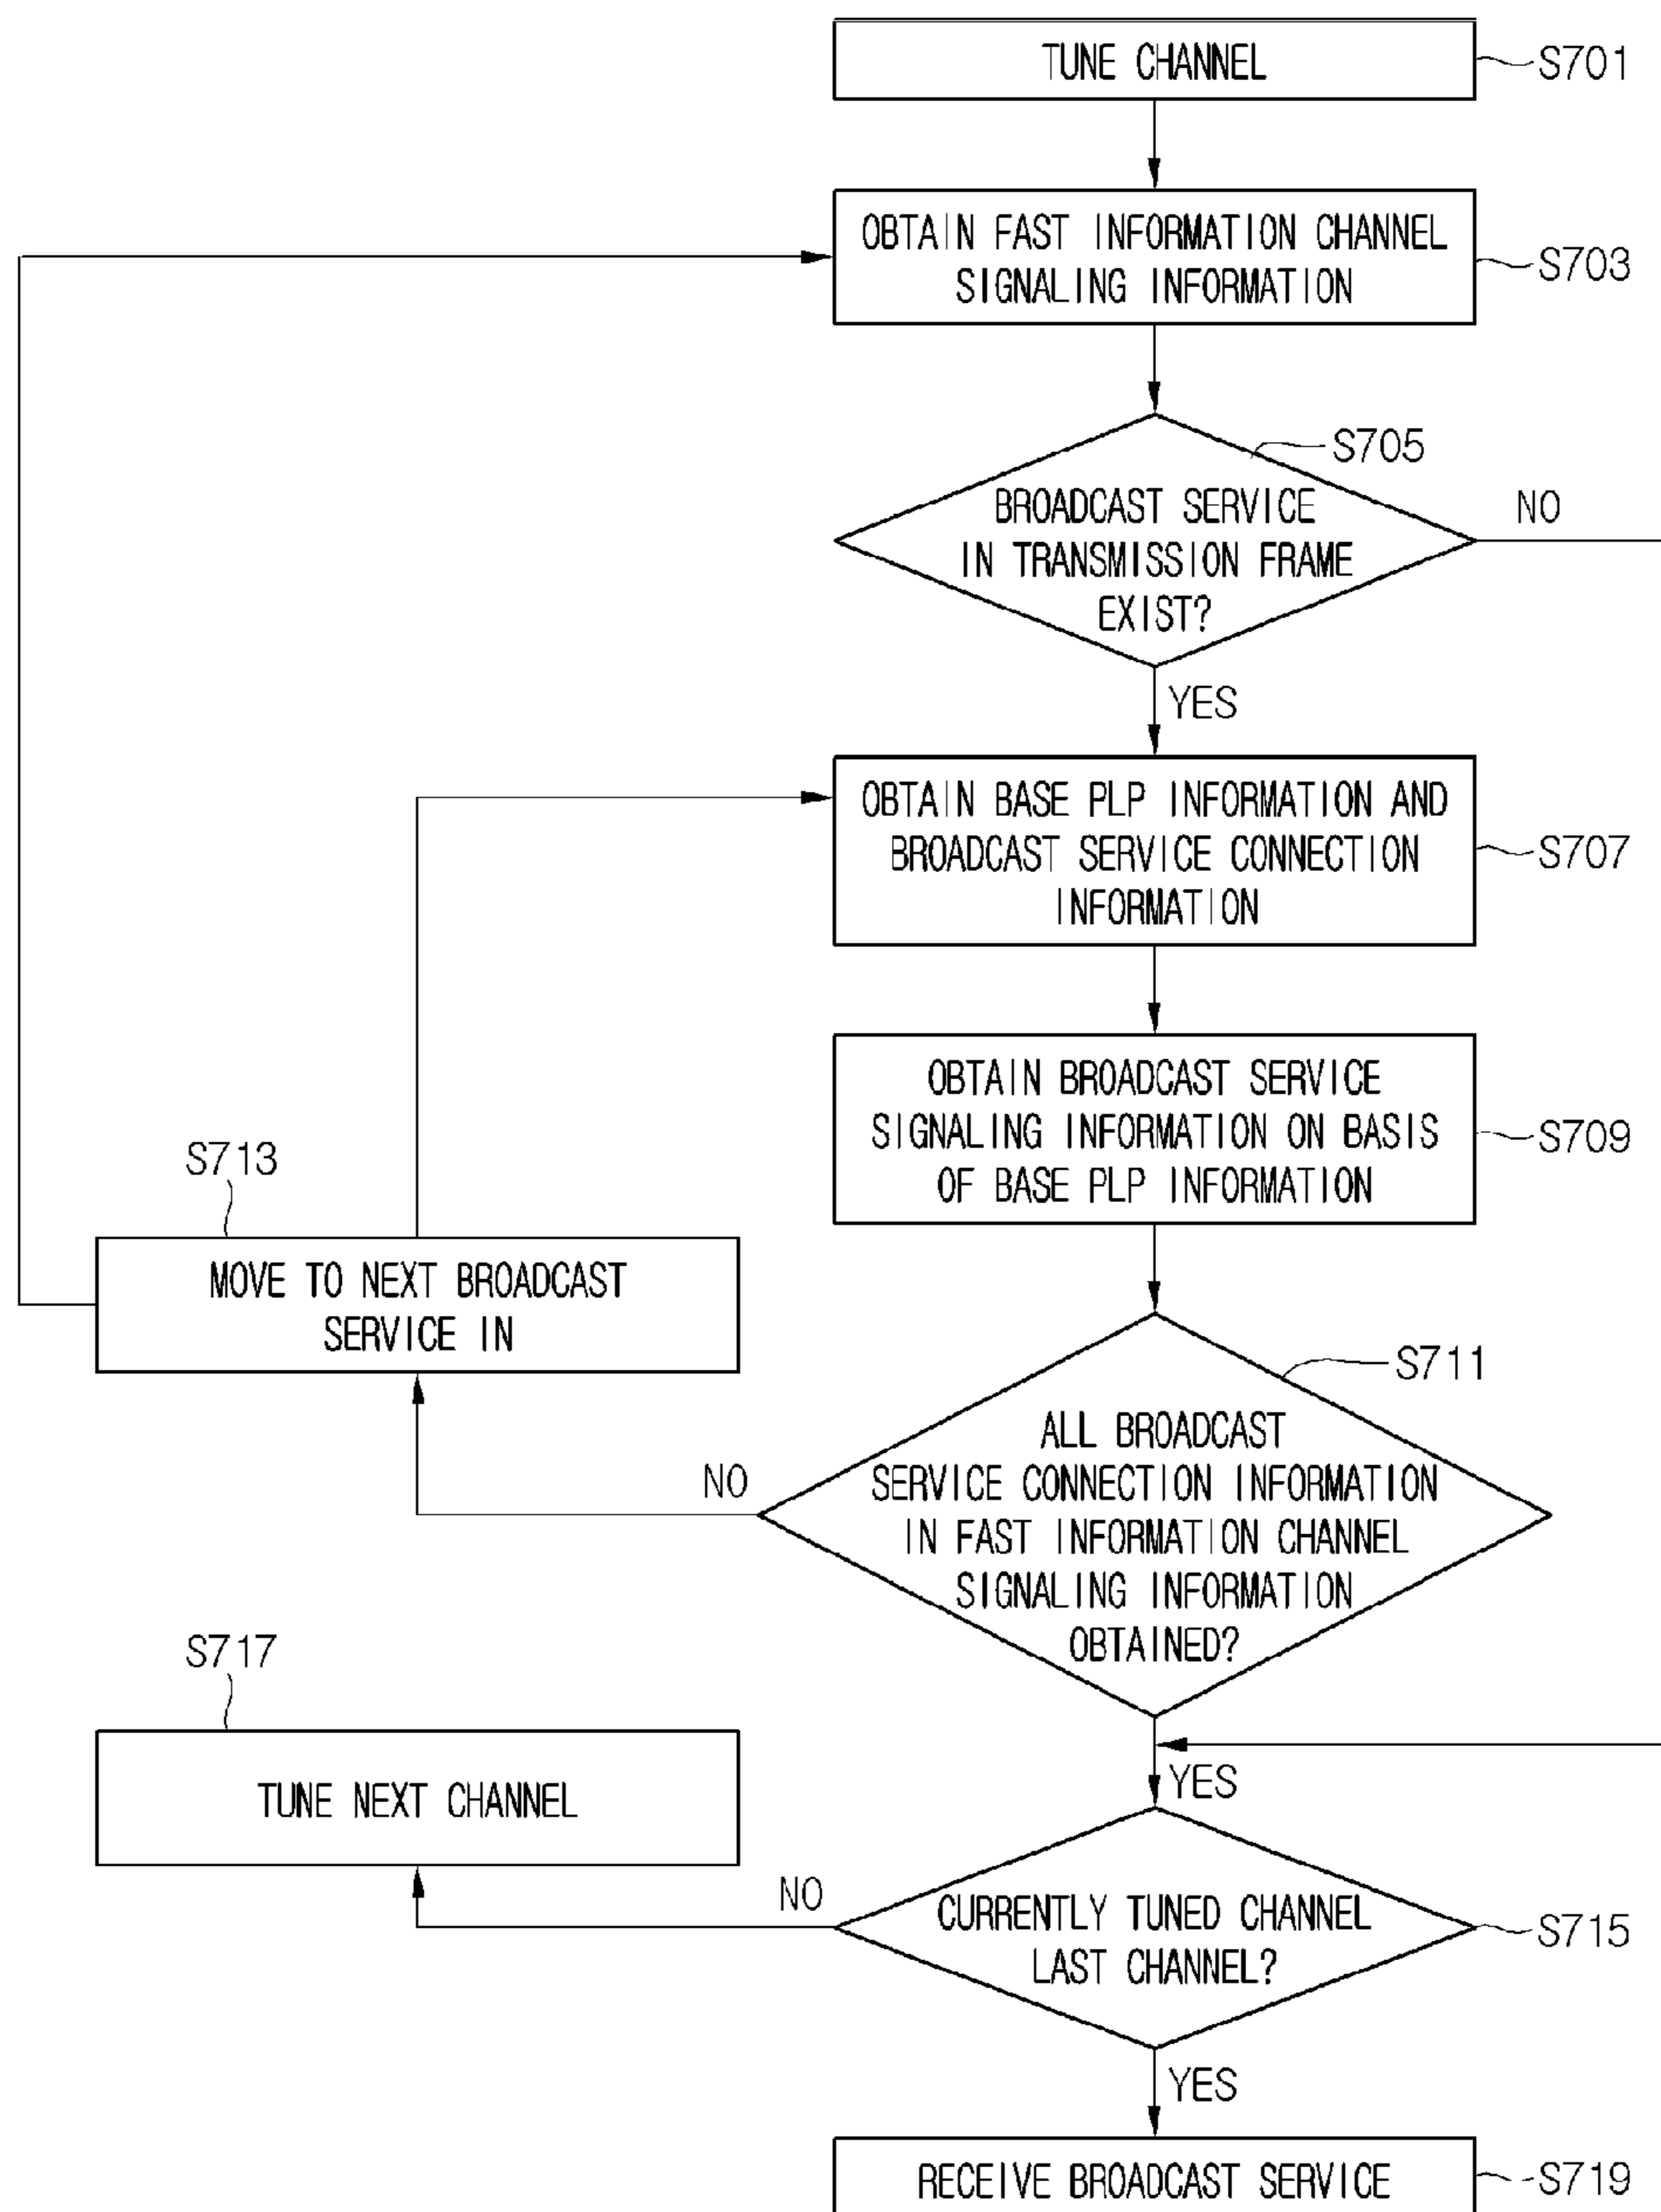 TUNE CHANNEL
S701
OBTAIN FAST INFORMATION CHANNEL
SIGNALING INFORMATION
S703
S705
BROADCAST SERVICE
IN TRANSMISSION FRAME
EXIST?
NO
YES
OBTAIN BASE PLP INFORMATION AND
BROADCAST SERVICE CONNECTION
INFORMATION
S707
OBTAIN BROADCAST SERVICE
SIGNALING INFORMATION ON BASIS
OF BASE PLP INFORMATION
S709
S713
MOVE TO NEXT BROADCAST
SERVICE IN
S711
ALL BROADCAST
SERVICE CONNECTION INFORMATION
IN FAST INFORMATION CHANNEL
SIGNALING INFORMATION
OBTAINED?
NO
YES
S717
TUNE NEXT CHANNEL
NO
CURRENTLY TUNED CHANNEL
LAST CHANNEL?
S715
YES
RECEIVE BROADCAST SERVICE
S719